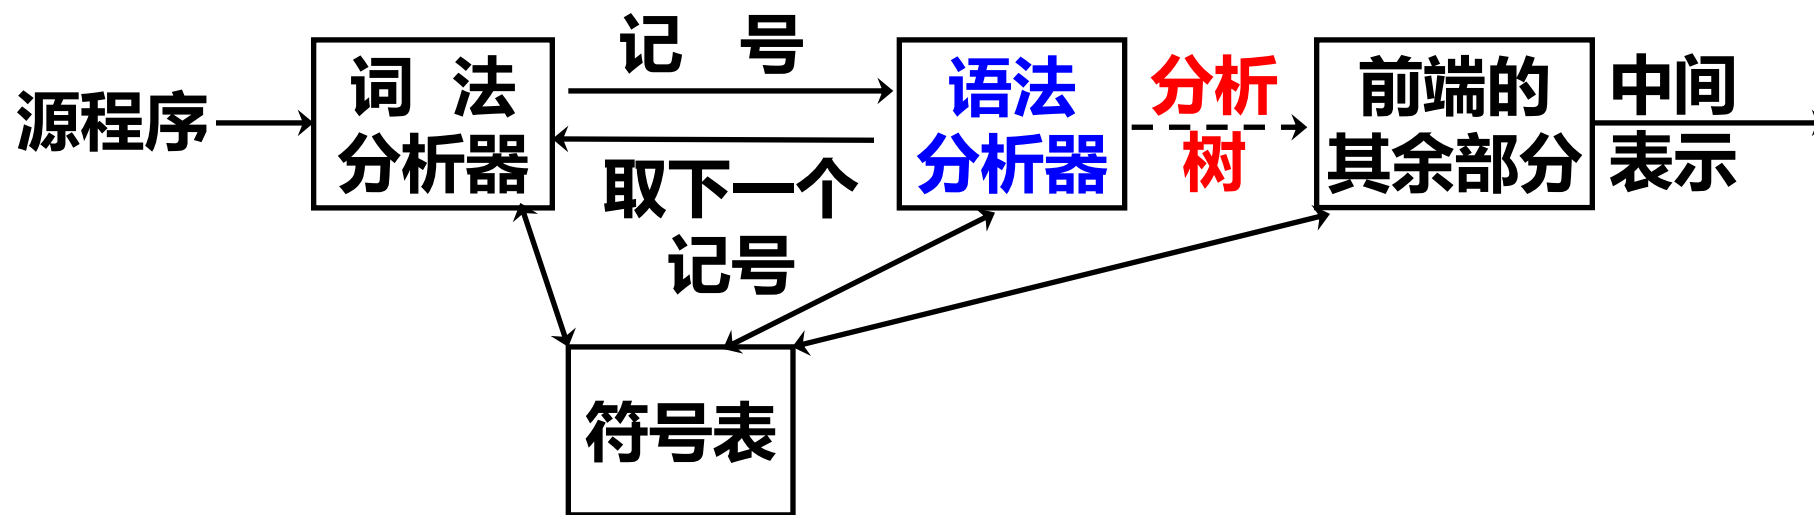 源程序
词 法
分析器
记 号
取下一个
记号
语法
分析器
分析
树
前端的
其余部分
中间
表示
符号表